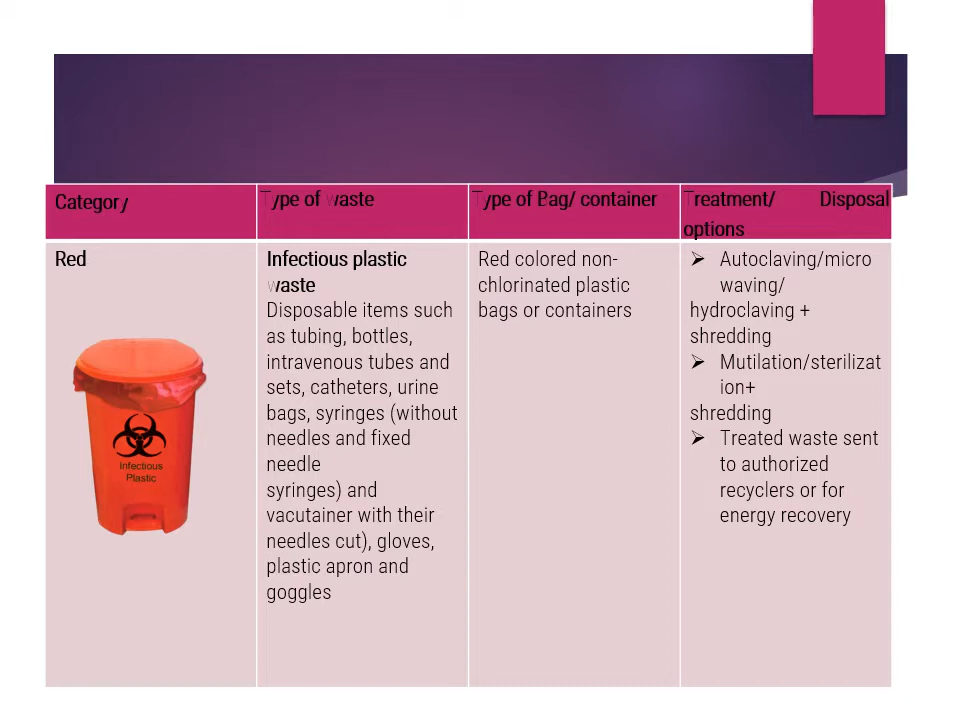 Category
Type of waste
Type of Bag/ container
Treatment/ Disposal
options
Red
Infectious
Plastic
Infectious plastic
waste
Disposable items such
as tubing, bottles,
intravenous tubes and
sets, catheters, urine
bags, syringes (without
needles and fixed
needle
syringes) and
vacutainer with their
needles cut), gloves,
plastic apron and
goggles
Red colored non-
chlorinated plastic
bags or containers
➢ Autoclaving/micro
waving/
hydroclaving +
shredding
➢ Mutilation/sterilizat
ion+
shredding
➢ Treated waste sent
to authorized
recyclers or for
energy recovery